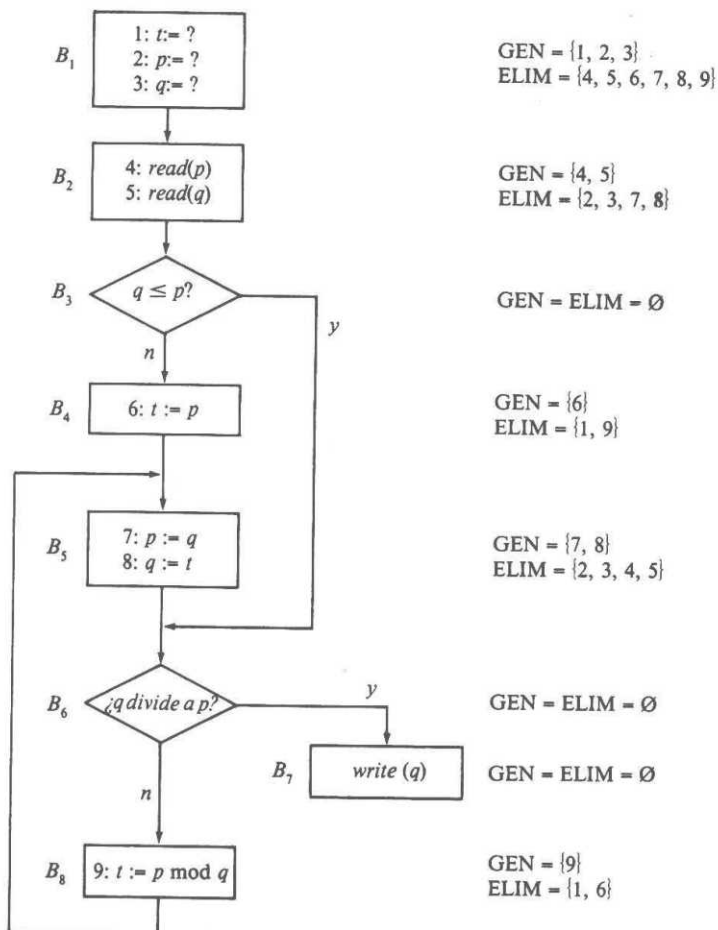 B₁
1: t:= ?
2: p:= ?
3: q:= ?
GEN = {1, 2, 3}
ELIM = {4, 5, 6, 7, 8, 9}
B₂
4: read(p)
5: read(q)
GEN = {4, 5}
ELIM = {2, 3, 7, 8}
B₃
q ≤ p?
GEN = ELIM = Ø
y
n
B₄
6: t := p
GEN = {6}
ELIM = {1, 9}
B₅
7: p := q
8: q := t
GEN = {7, 8}
ELIM = {2, 3, 4, 5}
B₆
¿q divide a p?
y
GEN = ELIM = Ø
B₇
write (q)
GEN = ELIM = Ø
n
B₈
9: t := p mod q
GEN = {9}
ELIM = {1, 6}